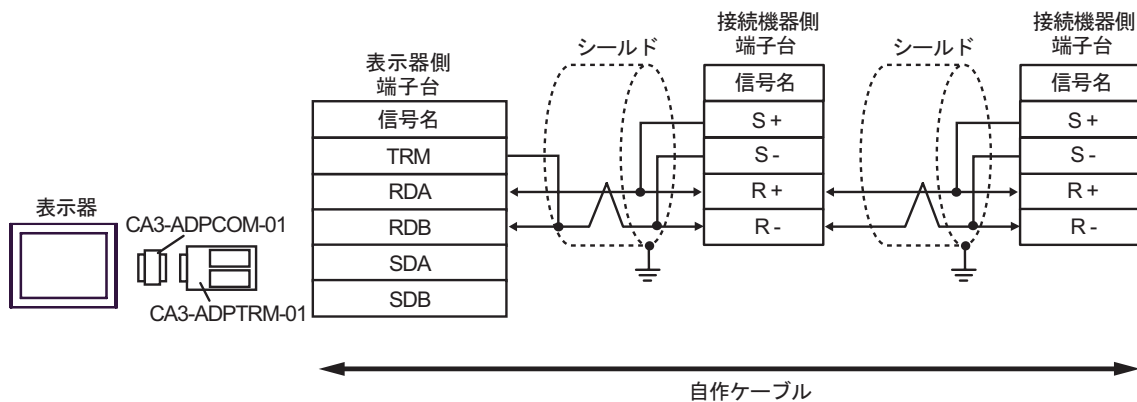 表示器
CA3-ADPCOM-01
CA3-ADPTRM-01
表示器側
端子台
信号名
TRM
RDA
RDB
SDA
SDB
シールド
接続機器側
端子台
信号名
S +
S -
R +
R -
シールド
接続機器側
端子台
信号名
S +
S -
R +
R -
自作ケーブル